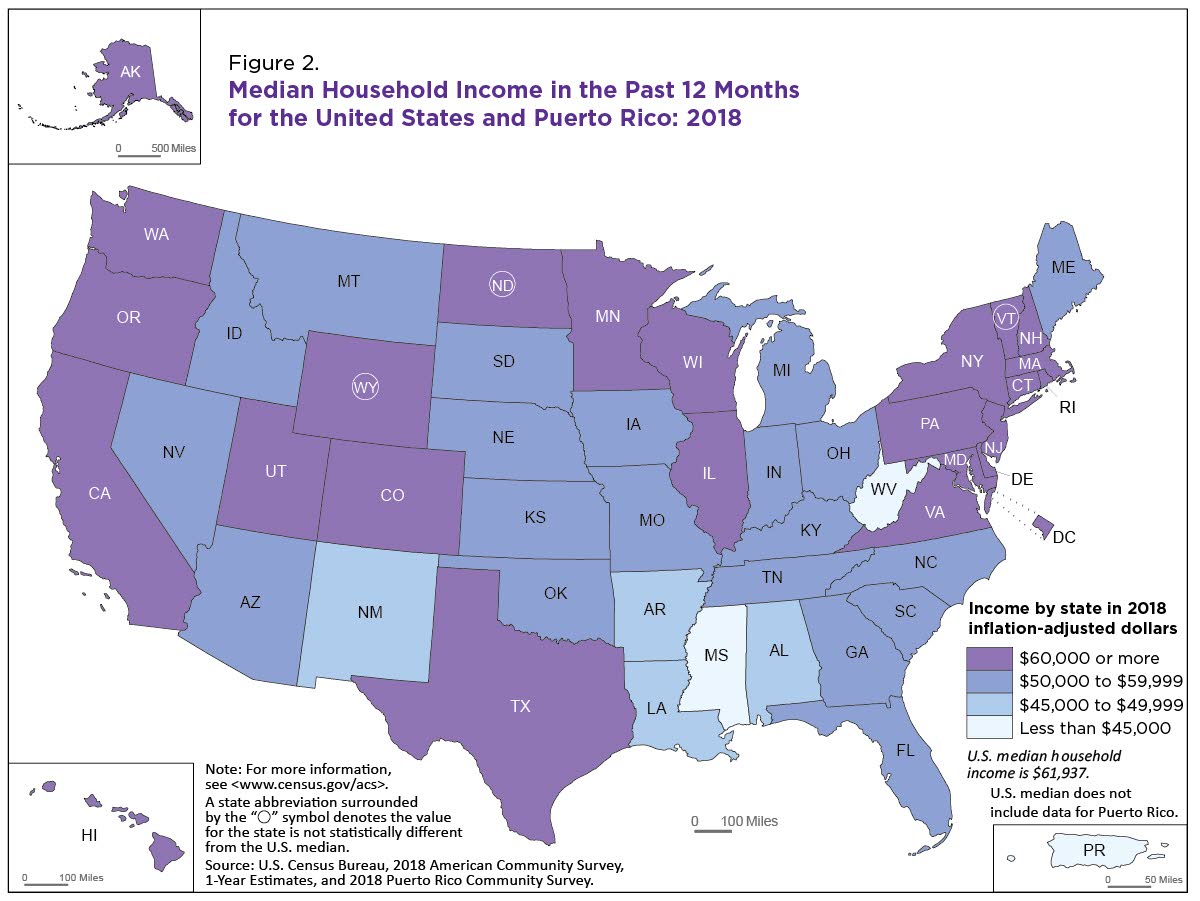 AK
0 500 Miles
Figure 2.
Median Household Income in the Past 12 Months
for the United States and Puerto Rico: 2018
WA
MT
ND
MN
ME
OR
ID
WY
SD
WI
MI
VT
NH
NY
MA
CT
RI
NV
UT
CO
NE
IA
IL
IN
OH
PA
NJ
MD
DE
CA
KS
MO
WV
VA
DC
KY
AZ
NM
OK
AR
TN
NC
SC
MS
AL
GA
TX
LA
FL
Income by state in 2018
inflation-adjusted dollars
$60,000 or more
$50,000 to $59,999
$45,000 to $49,999
Less than $45,000
U.S. median household
income is $61,937.
U.S. median does not
include data for Puerto Rico.
HI
0 100 Miles
Note: For more information,
see <www.census.gov/acs>.
A state abbreviation surrounded
by the “○” symbol denotes the value
for the state is not statistically different
from the U.S. median.
Source: U.S. Census Bureau, 2018 American Community Survey,
1-Year Estimates, and 2018 Puerto Rico Community Survey.
0 100 Miles
PR
0 50 Miles